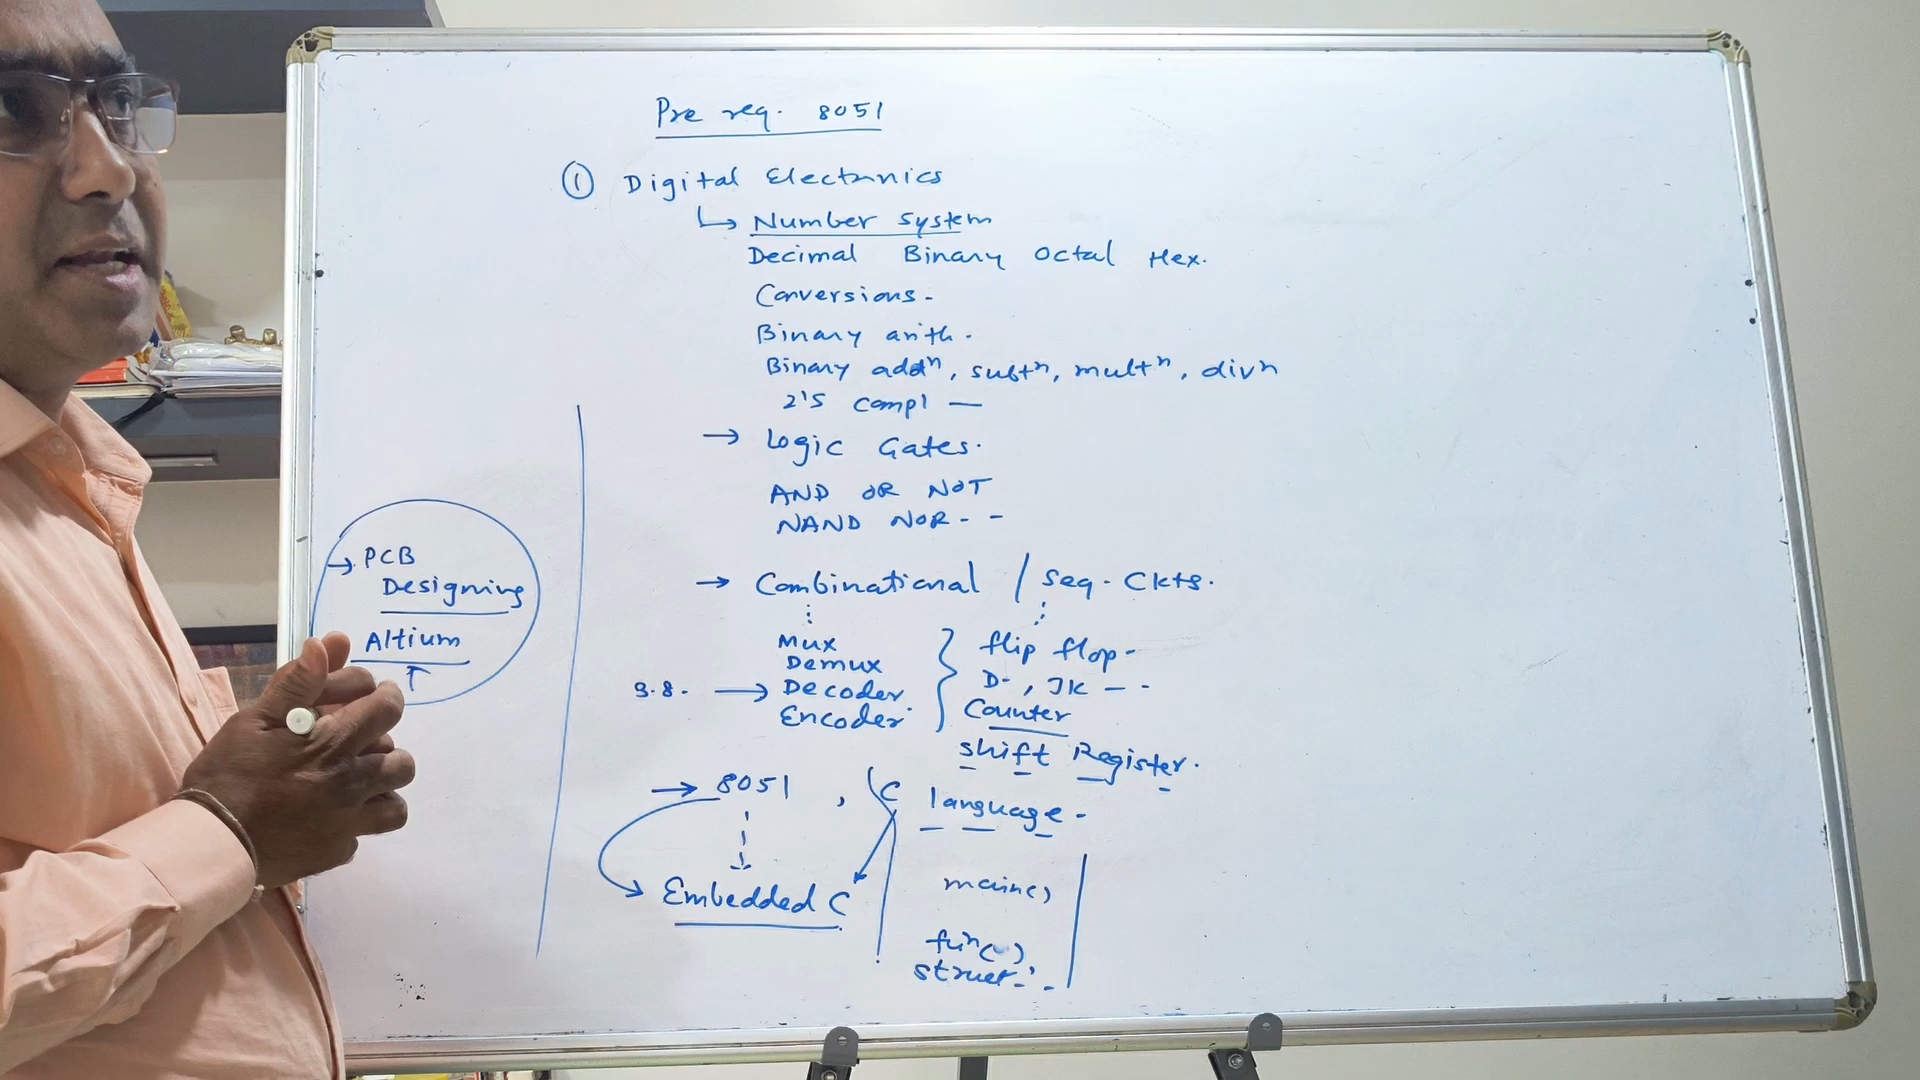 Pre req. 8051
① Digital Electronics
↳ Number system
Decimal Binary Octal Hex.
Conversions.
Binary arith.
Binary addⁿ, subtⁿ, multⁿ, divn
2'S Compl —
→ Logic Gates.
AND OR NOT
NAND NOR - -
→ Combinational / Seq. Ckts.
Mux
Demux
3.8. → Decoder
Encoder
flip flop -
D-, JK - -
Counter
Shift Register.
→ 8051, C language -
Embedded C
main()
fuⁿ( )
struct - -
→ PCB
Designing
Altium
↑